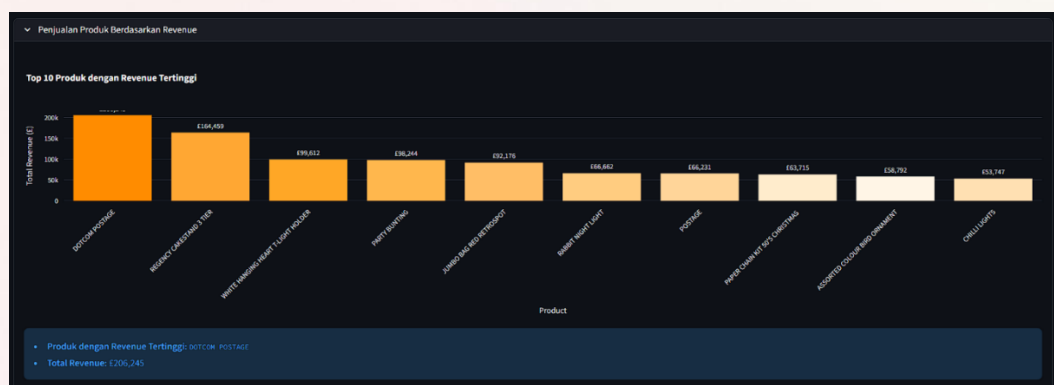 Penjualan Produk Berdasarkan Revenue
Top 10 Produk dengan Revenue Tertinggi
Total Revenue (£)
200k
150k
100k
50k
0
£164,459
£99,612
£98,244
£92,176
£66,662
£66,231
£63,715
£58,792
£53,747
DOTCOM POSTAGE
REGENCY CAKESTAND 3 TIER
WHITE HANGING HEART T-LIGHT HOLDER
PARTY BUNTING
JUMBO BAG RED RETROSPOT
RABBIT NIGHT LIGHT
POSTAGE
PAPER CHAIN KIT 50'S CHRISTMAS
ASSORTED COLOUR BIRD ORNAMENT
CHILLI LIGHTS
Product
• Produk dengan Revenue Tertinggi: DOTCOM POSTAGE
• Total Revenue: £206,245